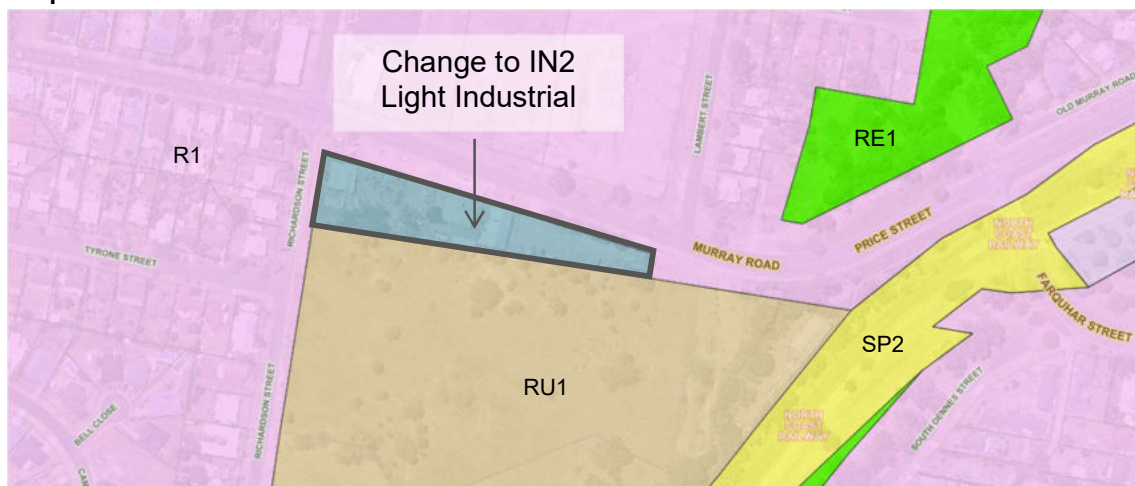 Change to IN2
Light Industrial
R1
RICHARDSON STREET
LAMBERT STREET
RE1
OLD MURRAY ROAD
TYRONE STREET
MURRAY ROAD
PRICE STREET
NORTH
COAST
RAILWAY
FARQUHAR STREET
SP2
RU1
RICHARDSON STREET
BELL CLOSE
NORTH
COAST
RAILWAY
SOUTH DENNES STREET